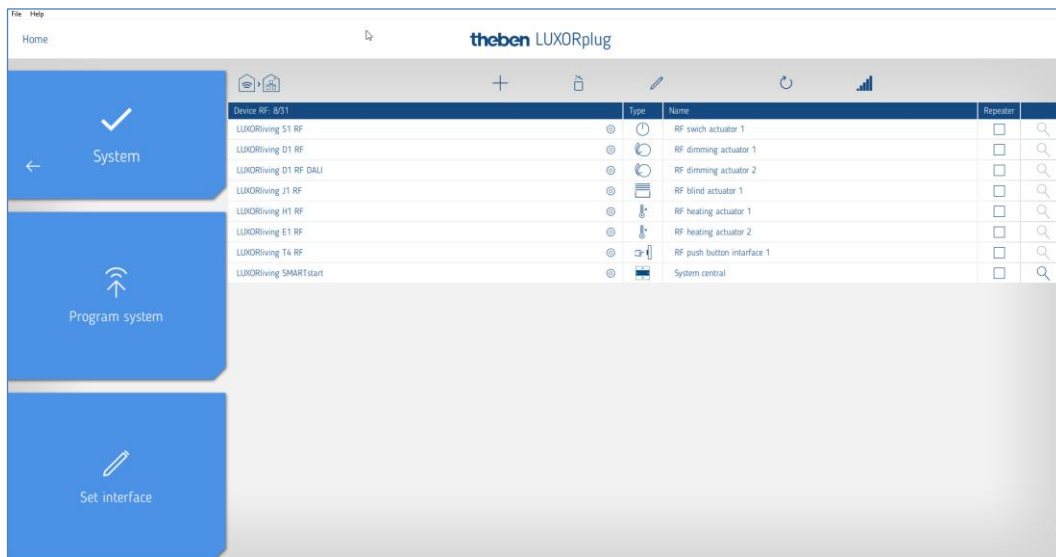 File Help
Home
theben LUXORplug
System
Program system
Set interface
Device RF: 8/31 Type Name Repeater
LUXORliving S1 RF RF swich actuator 1
LUXORliving D1 RF RF dimming actuator 1
LUXORliving D1 RF DALI RF dimming actuator 2
LUXORliving J1 RF RF blind actuator 1
LUXORliving H1 RF RF heating actuator 1
LUXORliving E1 RF RF heating actuator 2
LUXORliving T4 RF RF push button intarface 1
LUXORliving SMARTstart System central